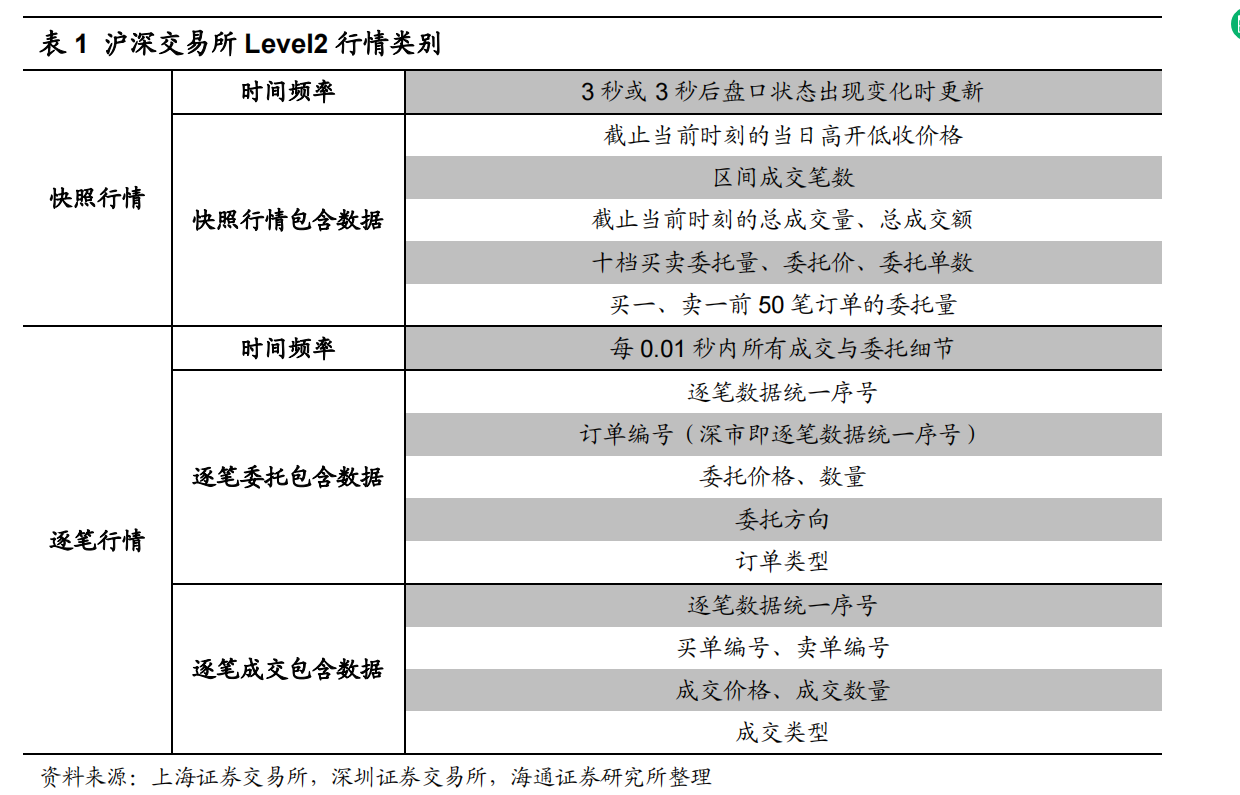 表 1 沪深交易所 Level2 行情类别
快照行情
时间频率
3 秒或 3 秒后盘口状态出现变化时更新
快照行情包含数据
截止当前时刻的当日高开低收价格
区间成交笔数
截止当前时刻的总成交量、总成交额
十档买卖委托量、委托价、委托单数
买一、卖一前 50 笔订单的委托量
逐笔行情
时间频率
每 0.01 秒内所有成交与委托细节
逐笔委托包含数据
逐笔数据统一序号
订单编号（深市即逐笔数据统一序号）
委托价格、数量
委托方向
订单类型
逐笔成交包含数据
逐笔数据统一序号
买单编号、卖单编号
成交价格、成交数量
成交类型
资料来源：上海证券交易所，深圳证券交易所，海通证券研究所整理